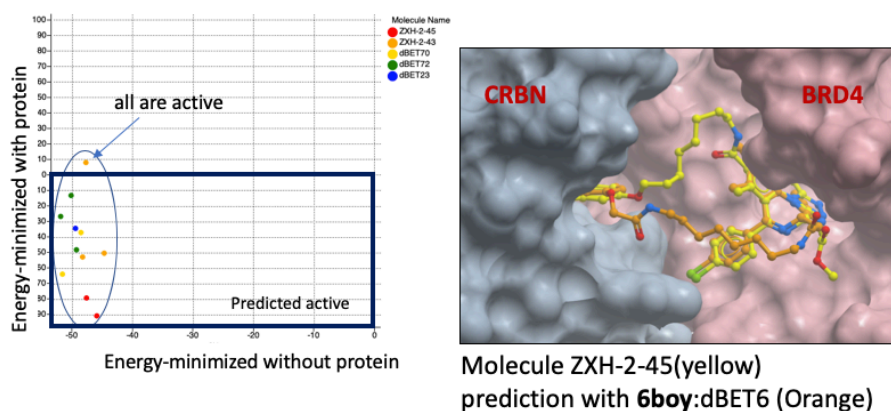 Molecule Name
ZXH-2-45
ZXH-2-43
dBET70
dBET72
dBET23
100
90
80
70
60
50
40
30
20
10
0
10
20
30
40
50
60
70
80
90
-50
-40
-30
-20
-10
0
all are active
Predicted active
Energy-minimized with protein
Energy-minimized without protein
CRBN
BRD4
Molecule ZXH-2-45(yellow)
prediction with 6boy:dBET6 (Orange)